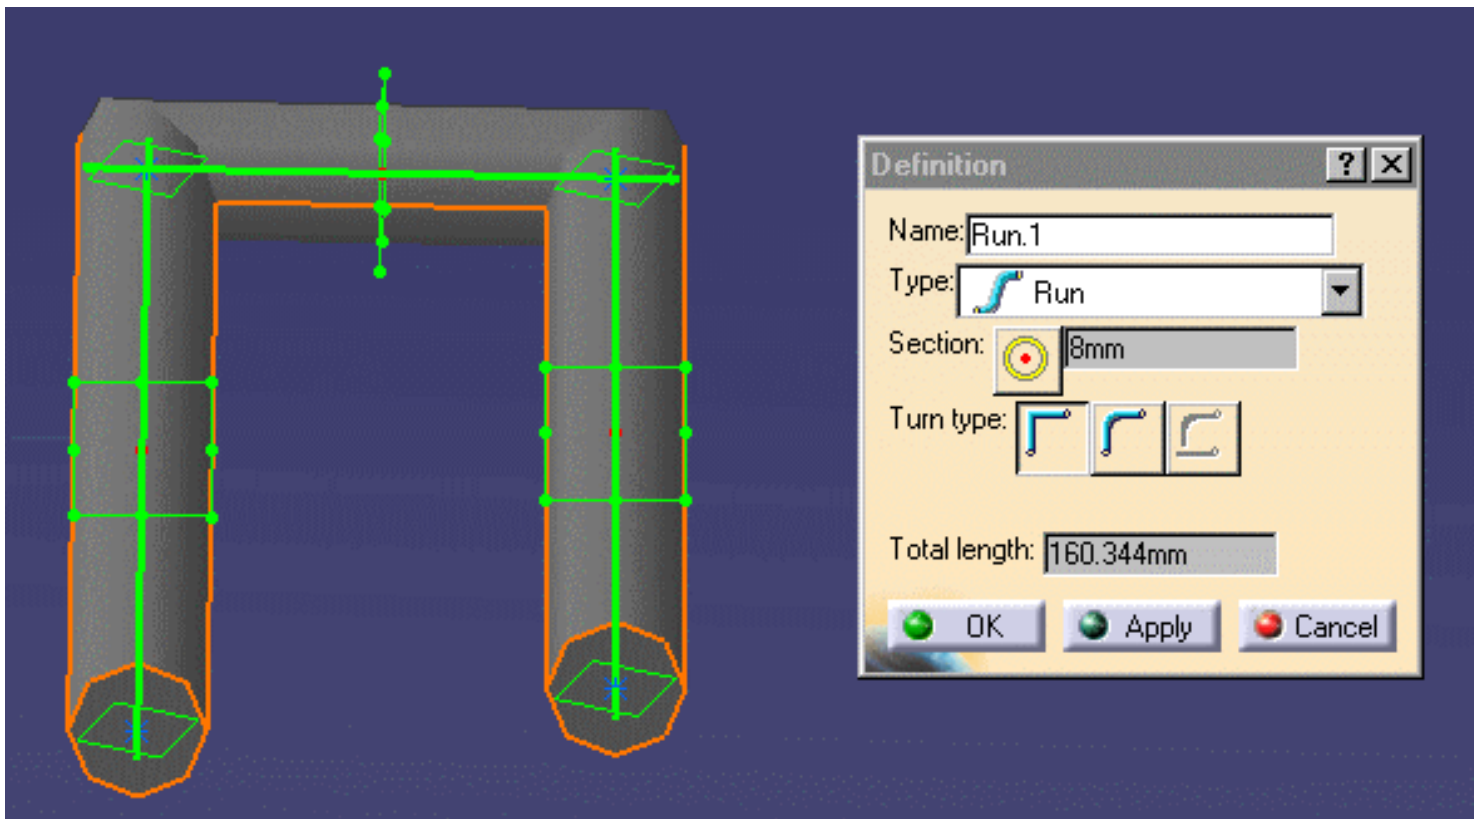 Definition
Name: Run.1
Type: Run
Section: 8mm
Turn type:
Total length: 160.344mm
OK Apply Cancel